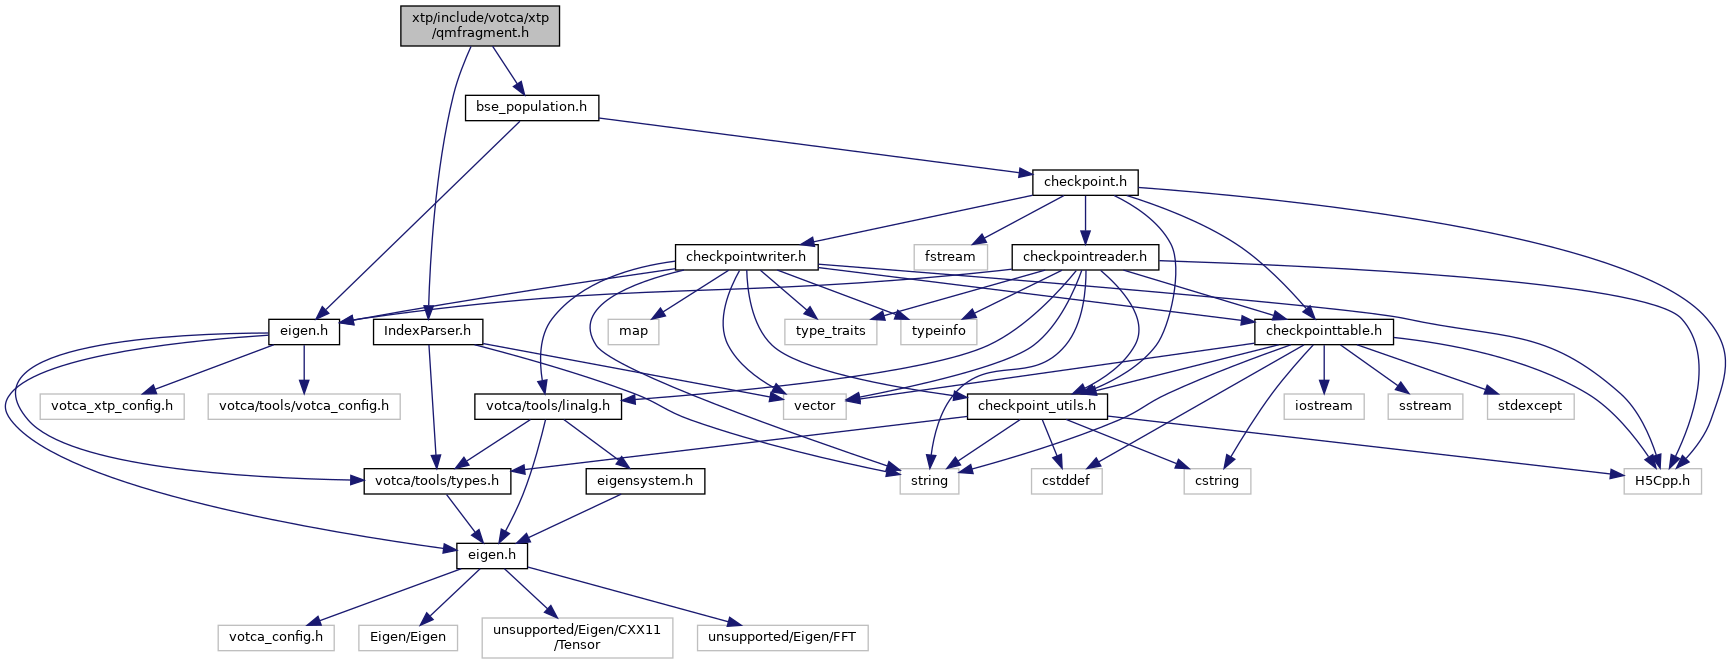 xtp/include/votca/xtp
/qmfragment.h
bse_population.h
checkpoint.h
checkpointwriter.h
fstream
checkpointreader.h
eigen.h
IndexParser.h
map
type_traits
typeinfo
checkpointtable.h
votca_xtp_config.h
votca/tools/votca_config.h
votca/tools/linalg.h
vector
checkpoint_utils.h
iostream
sstream
stdexcept
votca/tools/types.h
eigensystem.h
string
cstddef
cstring
H5Cpp.h
eigen.h
votca_config.h
Eigen/Eigen
unsupported/Eigen/CXX11
/Tensor
unsupported/Eigen/FFT